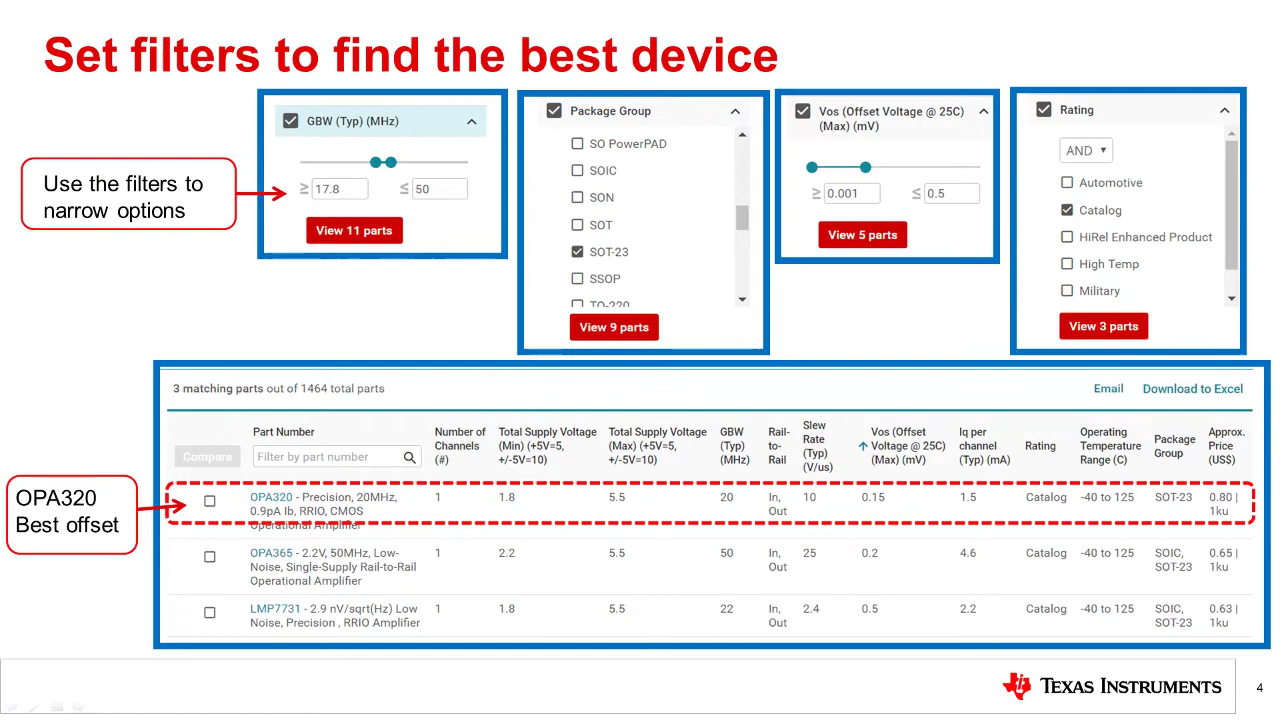 Set filters to find the best device
Use the filters to
narrow options
GBW (Typ) (MHz)
≥ 17.8 ≤ 50
View 11 parts
Package Group
SO PowerPAD
SOIC
SON
SOT
SOT-23
SSOP
TO-220
View 9 parts
Vos (Offset Voltage @ 25C)
(Max) (mV)
≥ 0.001 ≤ 0.5
View 5 parts
Rating
AND
Automotive
Catalog
HiRel Enhanced Product
High Temp
Military
View 3 parts
3 matching parts out of 1464 total parts
Email Download to Excel
Compare
Part Number
Filter by part number
Number of
Channels
(#)
Total Supply Voltage
(Min) (+5V=5,
+/-5V=10)
Total Supply Voltage
(Max) (+5V=5,
+/-5V=10)
GBW
(Typ)
(MHz)
Rail-
to-
Rail
Slew
Rate
(Typ)
(V/us)
Vos (Offset
Voltage @ 25C)
(Max) (mV)
Iq per
channel
(Typ) (mA)
Rating
Operating
Temperature
Range (C)
Package
Group
Approx.
Price
(US$)
OPA320
Best offset
OPA320 - Precision, 20MHz, 1 1.8 5.5 20 In, 10 0.15 1.5 Catalog -40 to 125 SOT-23 0.80 |
0.9pA Ib, RRIO, CMOS Out 1ku
Operational Amplifier
OPA365 - 2.2V, 50MHz, Low- 1 2.2 5.5 50 In, 25 0.2 4.6 Catalog -40 to 125 SOIC, 0.65 |
Noise, Single-Supply Rail-to-Rail Out SOT-23 1ku
Operational Amplifier
LMP7731 - 2.9 nV/sqrt(Hz) Low 1 1.8 5.5 22 In, 2.4 0.5 2.2 Catalog -40 to 125 SOIC, 0.63 |
Noise, Precision , RRIO Amplifier Out SOT-23 1ku
TEXAS INSTRUMENTS
4